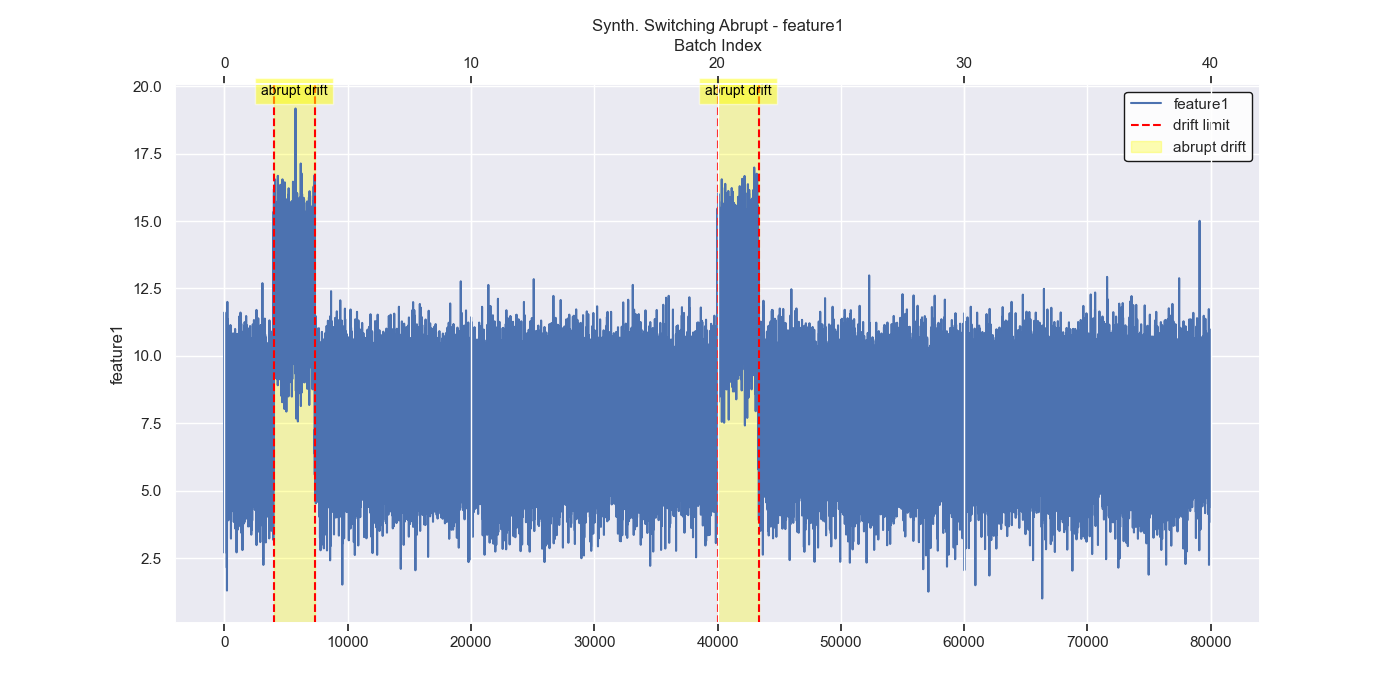 Synth. Switching Abrupt - feature1
Batch Index
0 10 20 30 40
abrupt drift abrupt drift
20.0
17.5
15.0
12.5
10.0
7.5
5.0
2.5
feature1
feature1
drift limit
abrupt drift
0 10000 20000 30000 40000 50000 60000 70000 80000